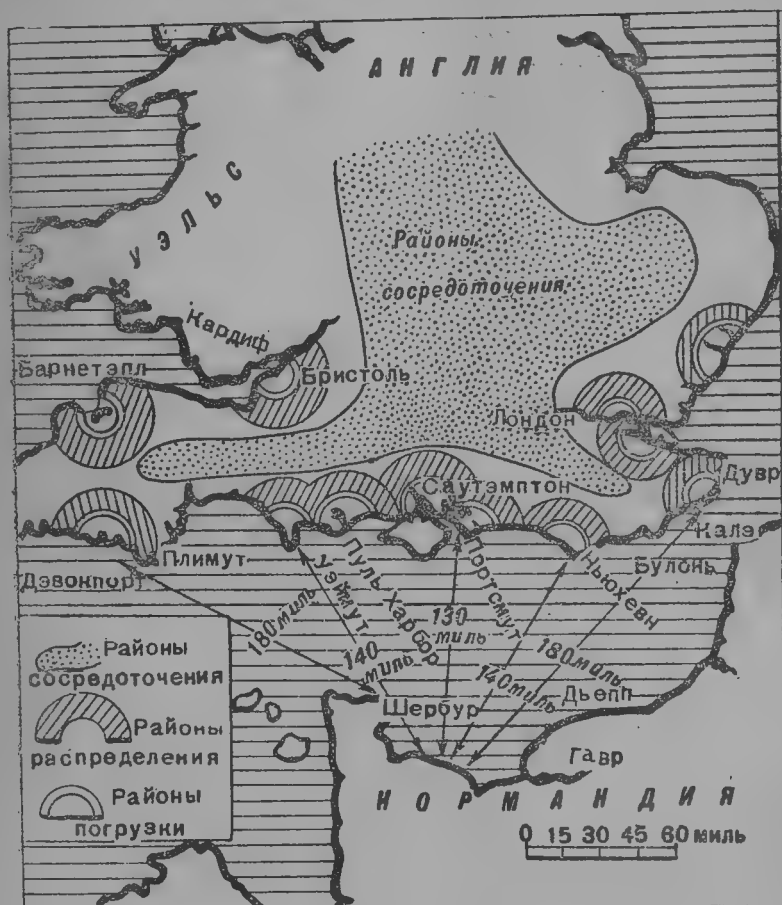 АНГЛИЯ
УЭЛЬС
Районы
сосредоточения
Кардиф
Барнетэпл
Бристоль
Лондон
Саутэмптон
Дувр
Калэ
Плимут
(Дэвокпор)
Уэймут
Пуль-Харбор
Портсмут
Ньюхевн
Булонь
180 миль
140
миль
130
миль
140 миль
180 миль
Шербур
Дьепп
Гавр
НОРМАНДИЯ
Районы
сосредоточения
Районы
распределения
Районы
погрузки
0 15 30 45 60 миль